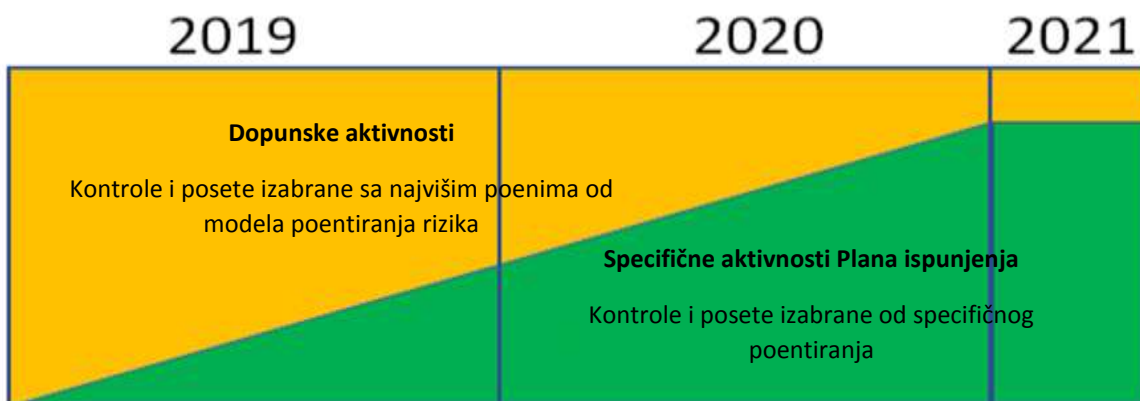 2019 2020 2021
Dopunske aktivnosti
Kontrole i posete izabrane sa najvišim poenima od
modela poentiranja rizika
Specifične aktivnosti Plana ispunjenja
Kontrole i posete izabrane od specifičnog
poentiranja